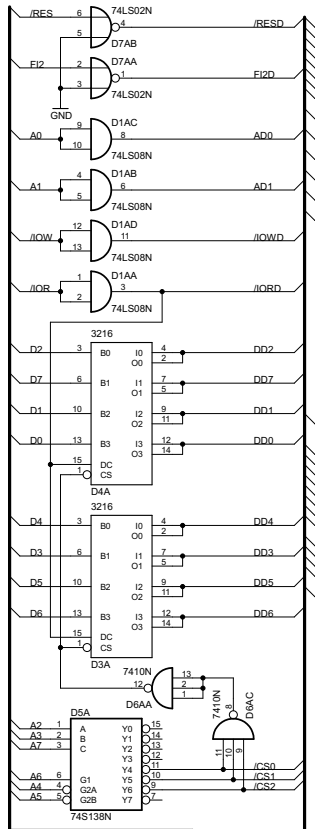 74LS02N
/RES 6 4 /RESD
5
D7AB
D7AA
FI2 2 1 FI2D
3
GND 74LS02N
D1AC
A0 9 8 AD0
10
74LS08N
D1AB
A1 4 6 AD1
5
74LS08N
D1AD
/IOW 12 11 /IOWD
13
74LS08N
D1AA
/IOR 1 3 /IORD
2
74LS08N
3216
D2 3 B0 I0 4 DD2
O0 2
D7 6 B1 I1 7 DD7
O1 5
D1 10 B2 I2 9 DD1
O2 11
D0 13 B3 I3 12 DD0
O3 14
15 DC
1 CS
D4A
3216
D4 3 B0 I0 4 DD4
O0 2
D3 6 B1 I1 7 DD3
O1 5
D5 10 B2 I2 9 DD5
O2 11
D6 13 B3 I3 12 DD6
O3 14
15 DC
1 CS
D3A
7410N
12 13
2
1
D6AA
7410N
8
D6AC
11 10 9
D5A
A2 1 A Y0 15
A3 2 B Y1 14
A7 3 C Y2 13
Y3 12
Y4 11 /CS0
A6 6 G1 Y5 10 /CS1
A4 4 G2A Y6 9 /CS2
A5 5 G2B Y7 7
74S138N